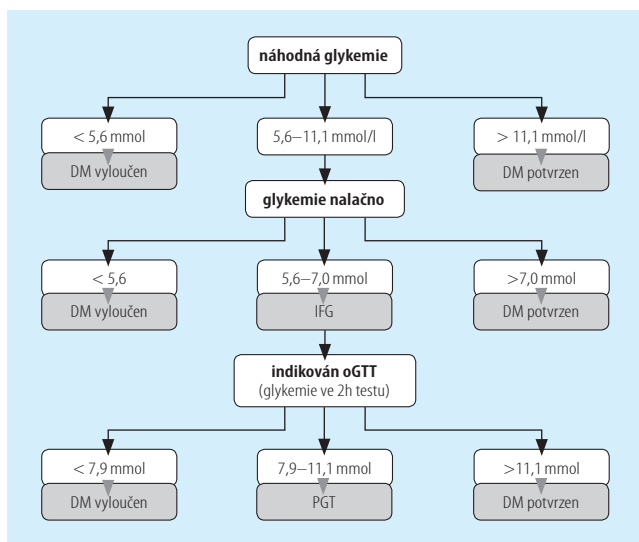 náhodná glykemie
< 5,6 mmol
5,6–11,1 mmol/l
> 11,1 mmol/l
DM vyloučen
DM potvrzen
glykemie nalačno
< 5,6
5,6–7,0 mmol
>7,0 mmol
DM vyloučen
IFG
DM potvrzen
indikován oGTT
(glykemie ve 2h testu)
< 7,9 mmol
7,9–11,1 mmol
>11,1 mmol
DM vyloučen
PGT
DM potvrzen